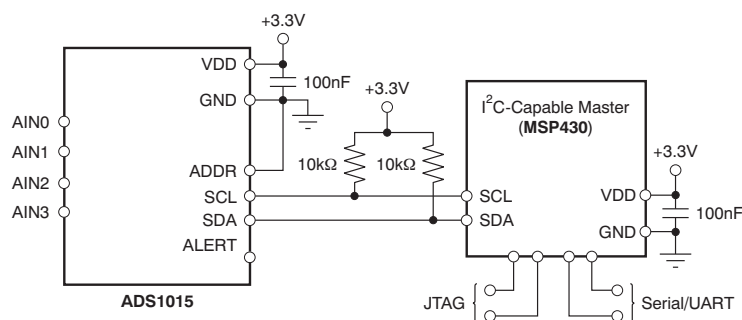 +3.3V
VDD
100nF
GND
AIN0
AIN1
AIN2
AIN3
ADDR
SCL
SDA
ALERT
ADS1015
+3.3V
10kΩ
10kΩ
I²C-Capable Master
(MSP430)
SCL
SDA
+3.3V
VDD
100nF
GND
JTAG
Serial/UART